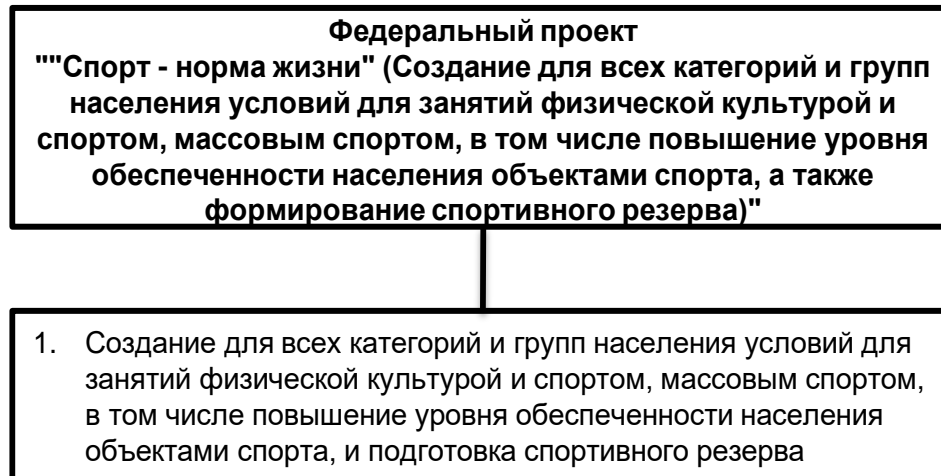 Федеральный проект
""Спорт - норма жизни" (Создание для всех категорий и групп
населения условий для занятий физической культурой и
спортом, массовым спортом, в том числе повышение уровня
обеспеченности населения объектами спорта, а также
формирование спортивного резерва)"
1. Создание для всех категорий и групп населения условий для
занятий физической культурой и спортом, массовым спортом,
в том числе повышение уровня обеспеченности населения
объектами спорта, и подготовка спортивного резерва